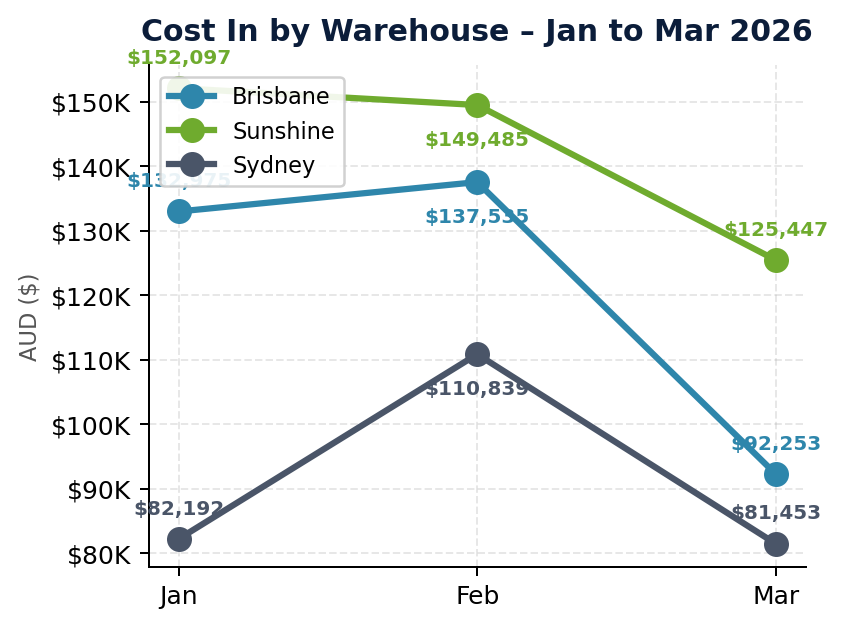 Cost In by Warehouse – Jan to Mar 2026
$152,097
Brisbane
Sunshine
Sydney
$132,975
$149,485
$137,535
$125,447
$110,839
$92,253
$82,192
$81,453
AUD ($)
$150K
$140K
$130K
$120K
$110K
$100K
$90K
$80K
Jan Feb Mar